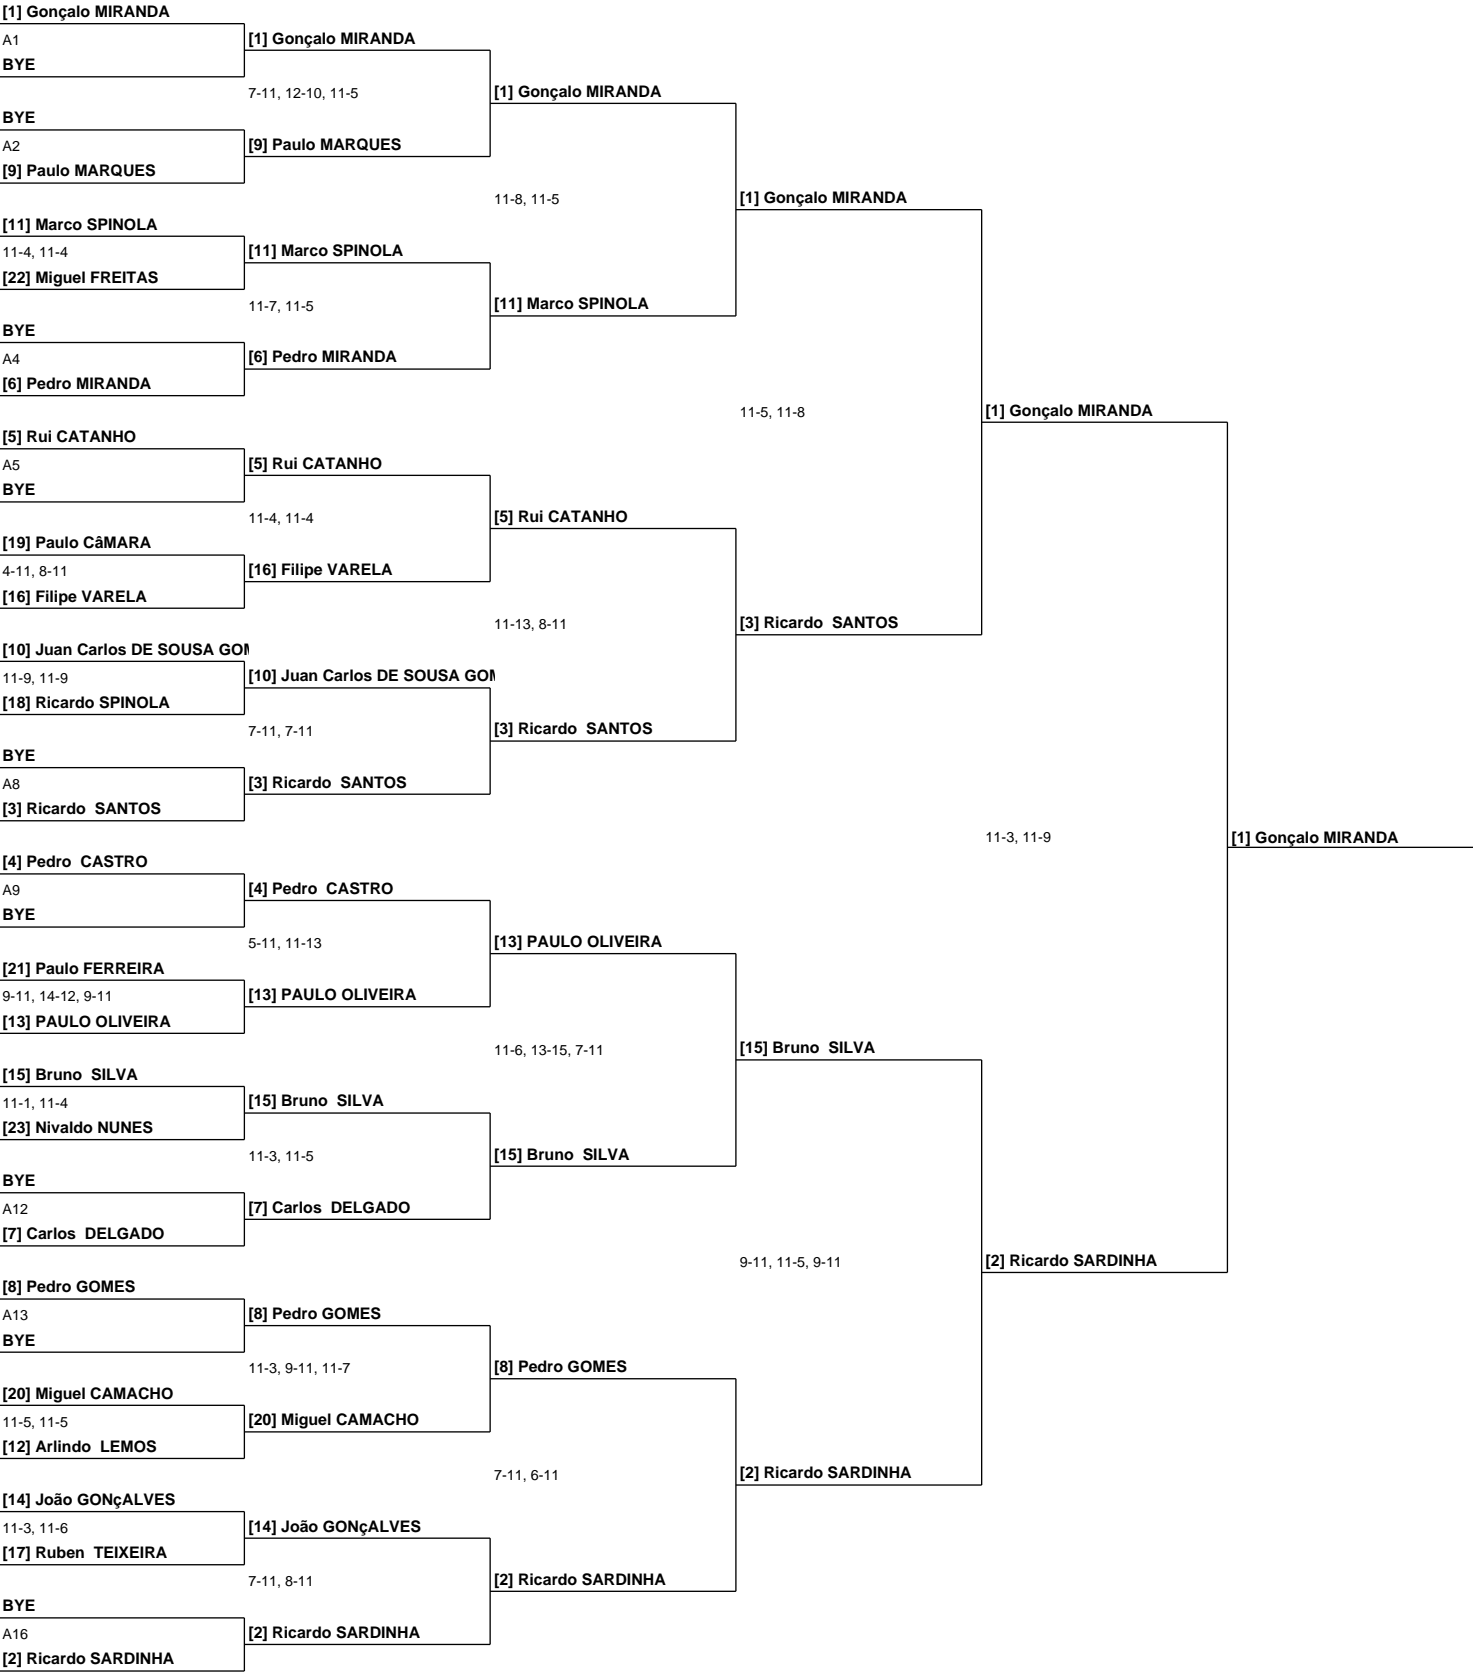 [1] Gonçalo MIRANDA
A1
[1] Gonçalo MIRANDA
BYE
7-11, 12-10, 11-5
[1] Gonçalo MIRANDA
BYE
A2
[9] Paulo MARQUES
[9] Paulo MARQUES
11-8, 11-5
[1] Gonçalo MIRANDA
[11] Marco SPINOLA
11-4, 11-4
[11] Marco SPINOLA
[22] Miguel FREITAS
11-7, 11-5
[11] Marco SPINOLA
BYE
A4
[6] Pedro MIRANDA
[6] Pedro MIRANDA
11-5, 11-8
[1] Gonçalo MIRANDA
[5] Rui CATANHO
A5
[5] Rui CATANHO
BYE
11-4, 11-4
[5] Rui CATANHO
[19] Paulo CâMARA
4-11, 8-11
[16] Filipe VARELA
[16] Filipe VARELA
11-13, 8-11
[3] Ricardo  SANTOS
[10] Juan Carlos DE SOUSA GOM
11-9, 11-9
[10] Juan Carlos DE SOUSA GOM
[18] Ricardo SPINOLA
7-11, 7-11
[3] Ricardo  SANTOS
BYE
A8
[3] Ricardo  SANTOS
[3] Ricardo  SANTOS
11-3, 11-9
[1] Gonçalo MIRANDA
[4] Pedro  CASTRO
A9
[4] Pedro  CASTRO
BYE
5-11, 11-13
[13] PAULO OLIVEIRA
[21] Paulo FERREIRA
9-11, 14-12, 9-11
[13] PAULO OLIVEIRA
[13] PAULO OLIVEIRA
11-6, 13-15, 7-11
[15] Bruno  SILVA
[15] Bruno  SILVA
11-1, 11-4
[15] Bruno  SILVA
[23] Nivaldo NUNES
11-3, 11-5
[15] Bruno  SILVA
BYE
A12
[7] Carlos  DELGADO
[7] Carlos  DELGADO
9-11, 11-5, 9-11
[2] Ricardo SARDINHA
[8] Pedro GOMES
A13
[8] Pedro GOMES
BYE
11-3, 9-11, 11-7
[8] Pedro GOMES
[20] Miguel CAMACHO
11-5, 11-5
[20] Miguel CAMACHO
[12] Arlindo  LEMOS
7-11, 6-11
[2] Ricardo SARDINHA
[14] João GONçALVES
11-3, 11-6
[14] João GONçALVES
[17] Ruben  TEIXEIRA
7-11, 8-11
[2] Ricardo SARDINHA
BYE
A16
[2] Ricardo SARDINHA
[2] Ricardo SARDINHA